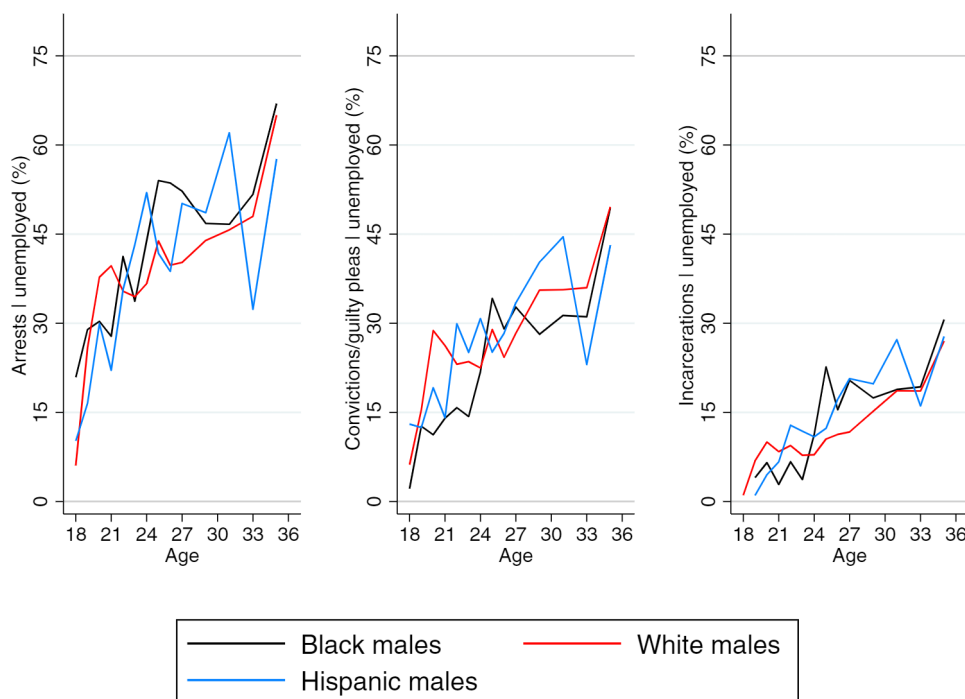 Arrests | unemployed (%)
75
60
45
30
15
0
18 21 24 27 30 33 36
Age
Convictions/guilty pleas | unemployed (%)
75
60
45
30
15
0
18 21 24 27 30 33 36
Age
Incarcerations | unemployed (%)
75
60
45
30
15
0
18 21 24 27 30 33 36
Age
Black males White males
Hispanic males